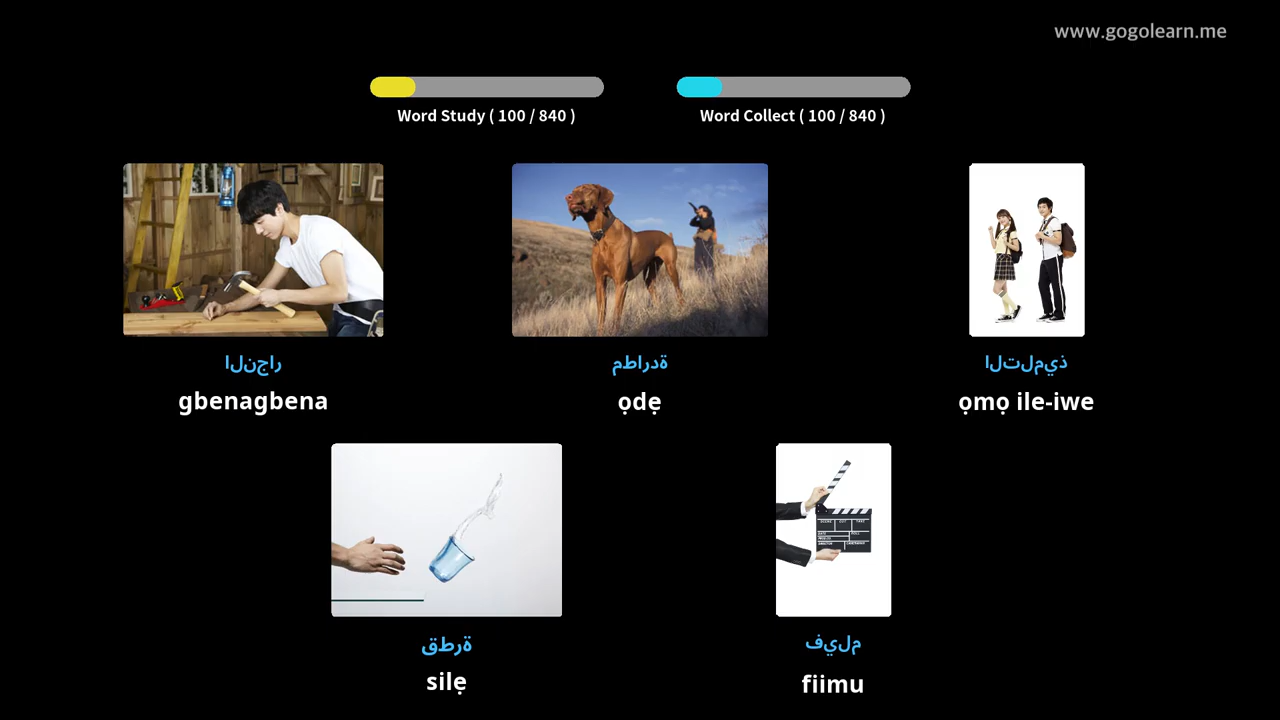 www.gogolearn.me
Word Study ( 100 / 840 )
Word Collect ( 100 / 840 )
النجار
gbenagbena
مطاردة
ọdẹ
التلميذ
ọmọ ile-iwe
قطرة
silẹ
فيلم
fiimu